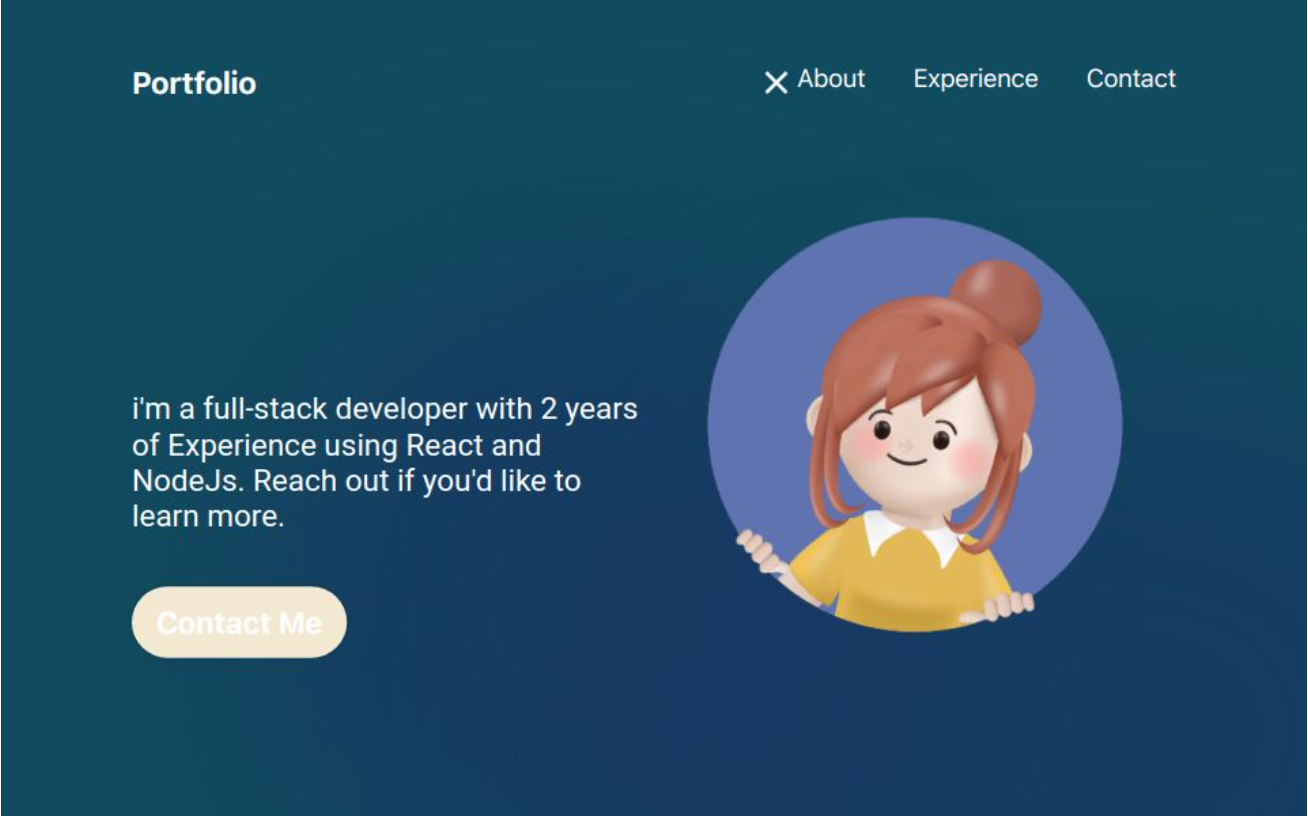 Portfolio
About Experience Contact
i'm a full-stack developer with 2 years
of Experience using React and
NodeJs. Reach out if you'd like to
learn more.
Contact Me